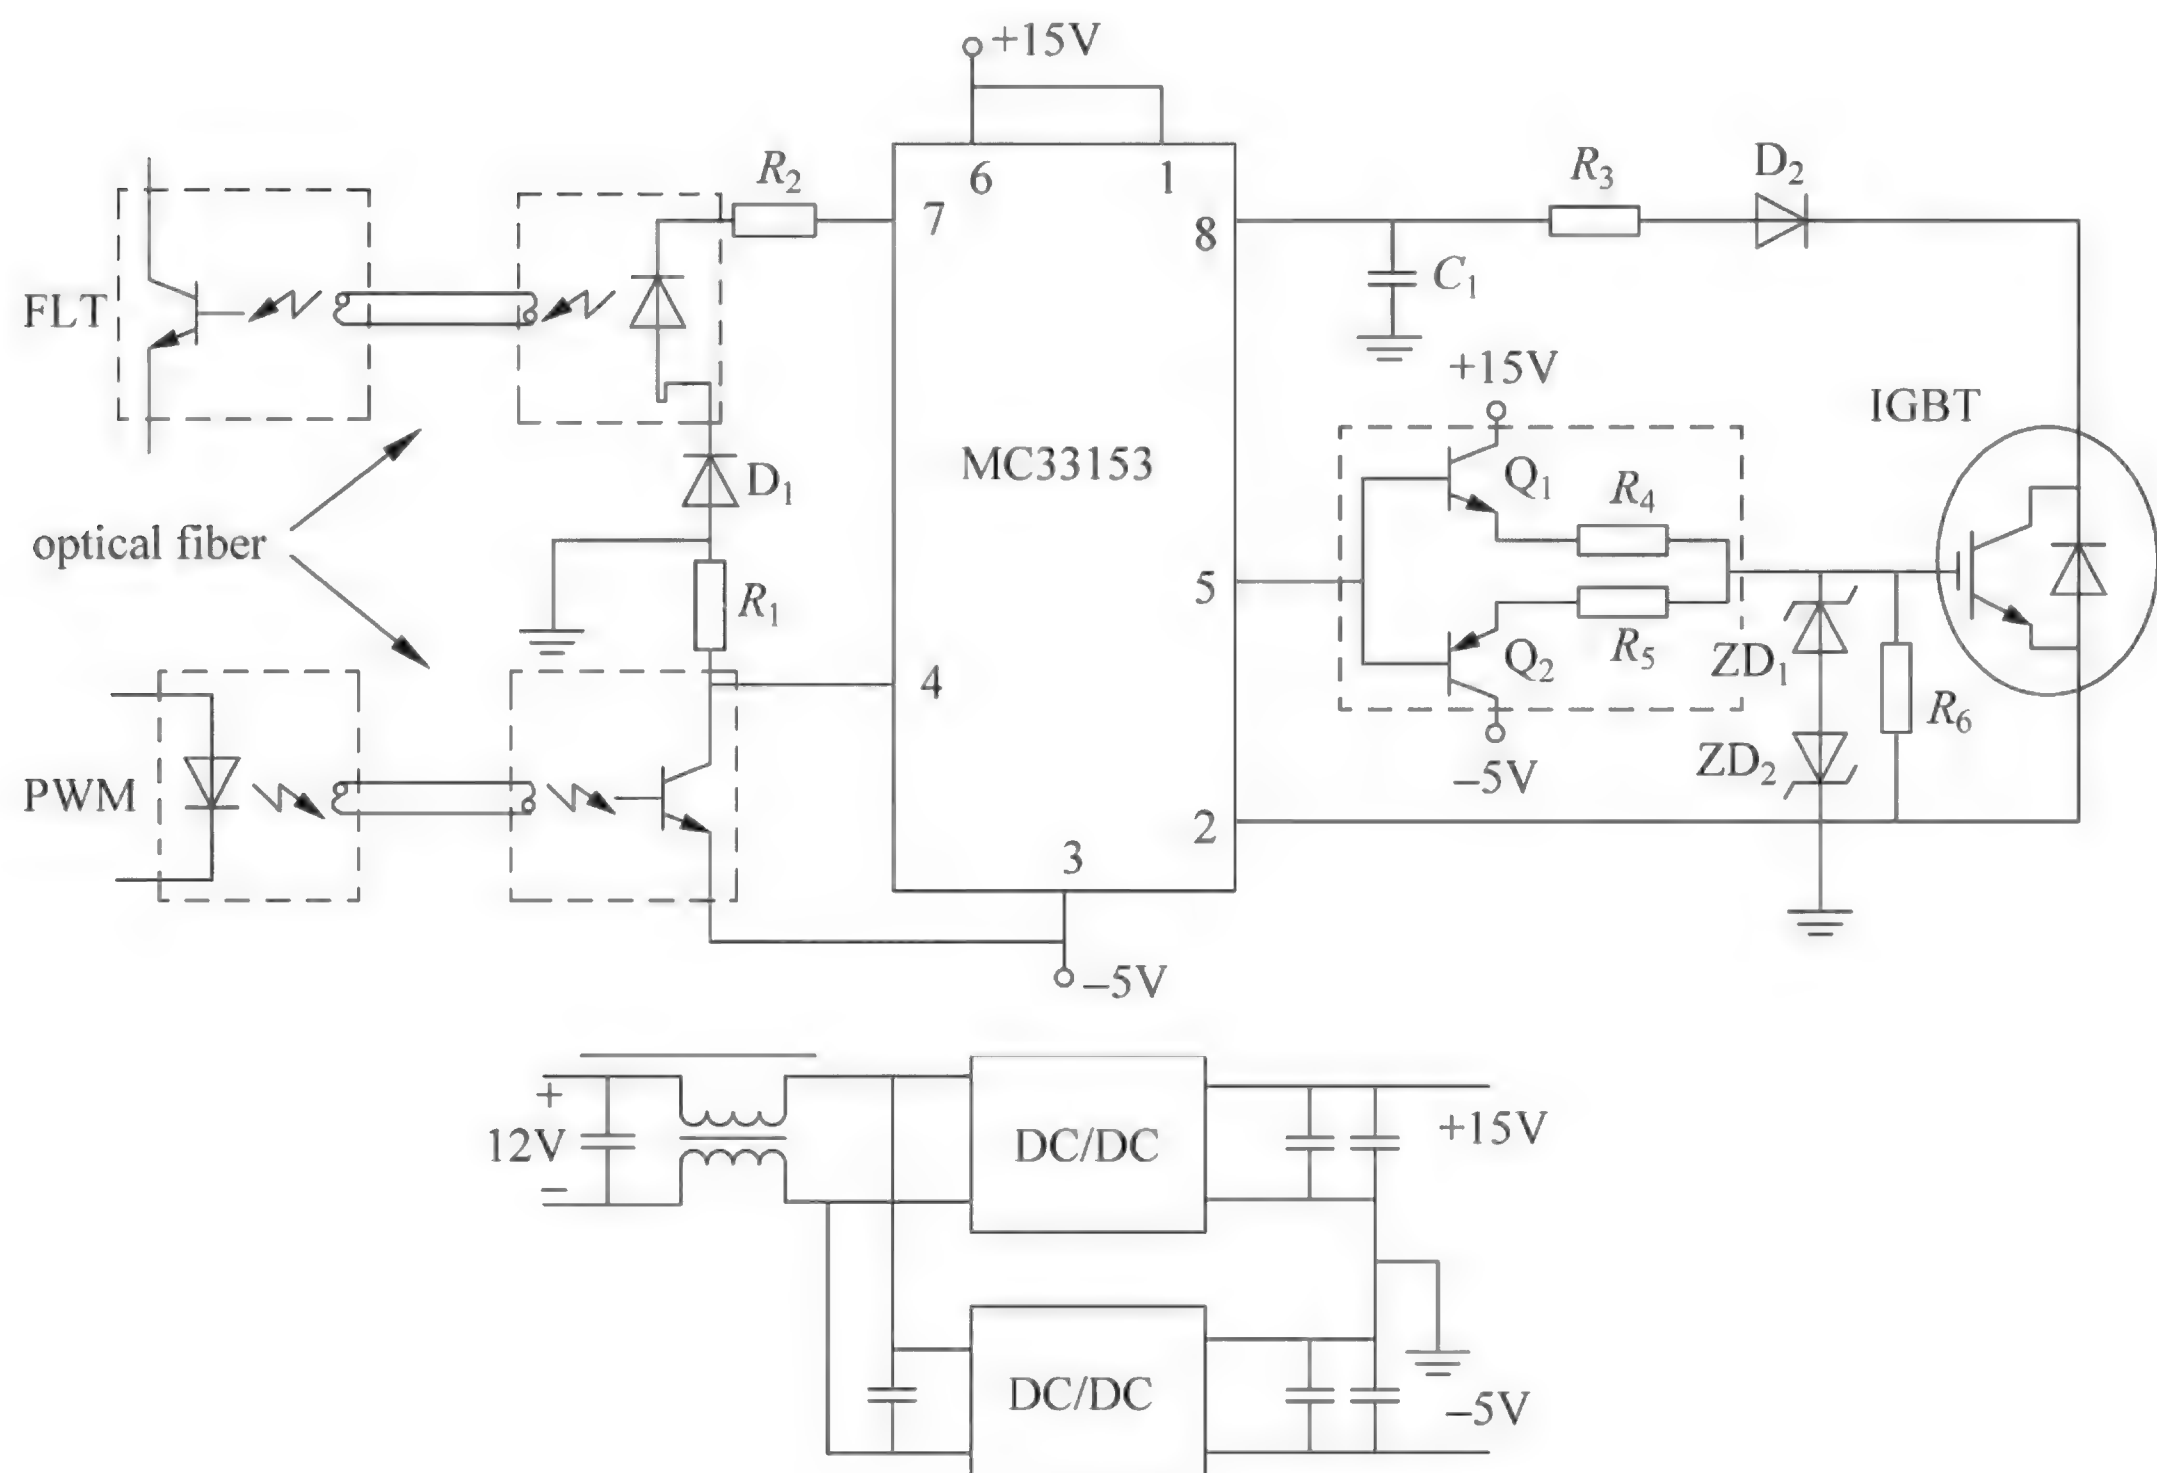 +15V
6
1
R2
7
8
R3
D2
FLT
C1
+15V
IGBT
MC33153
D1
Q1
R4
optical fiber
R1
5
Q2
R5
ZD1
4
R6
PWM
ZD2
–5V
2
3
–5V
+
12V
–
DC/DC
+15V
DC/DC
–5V